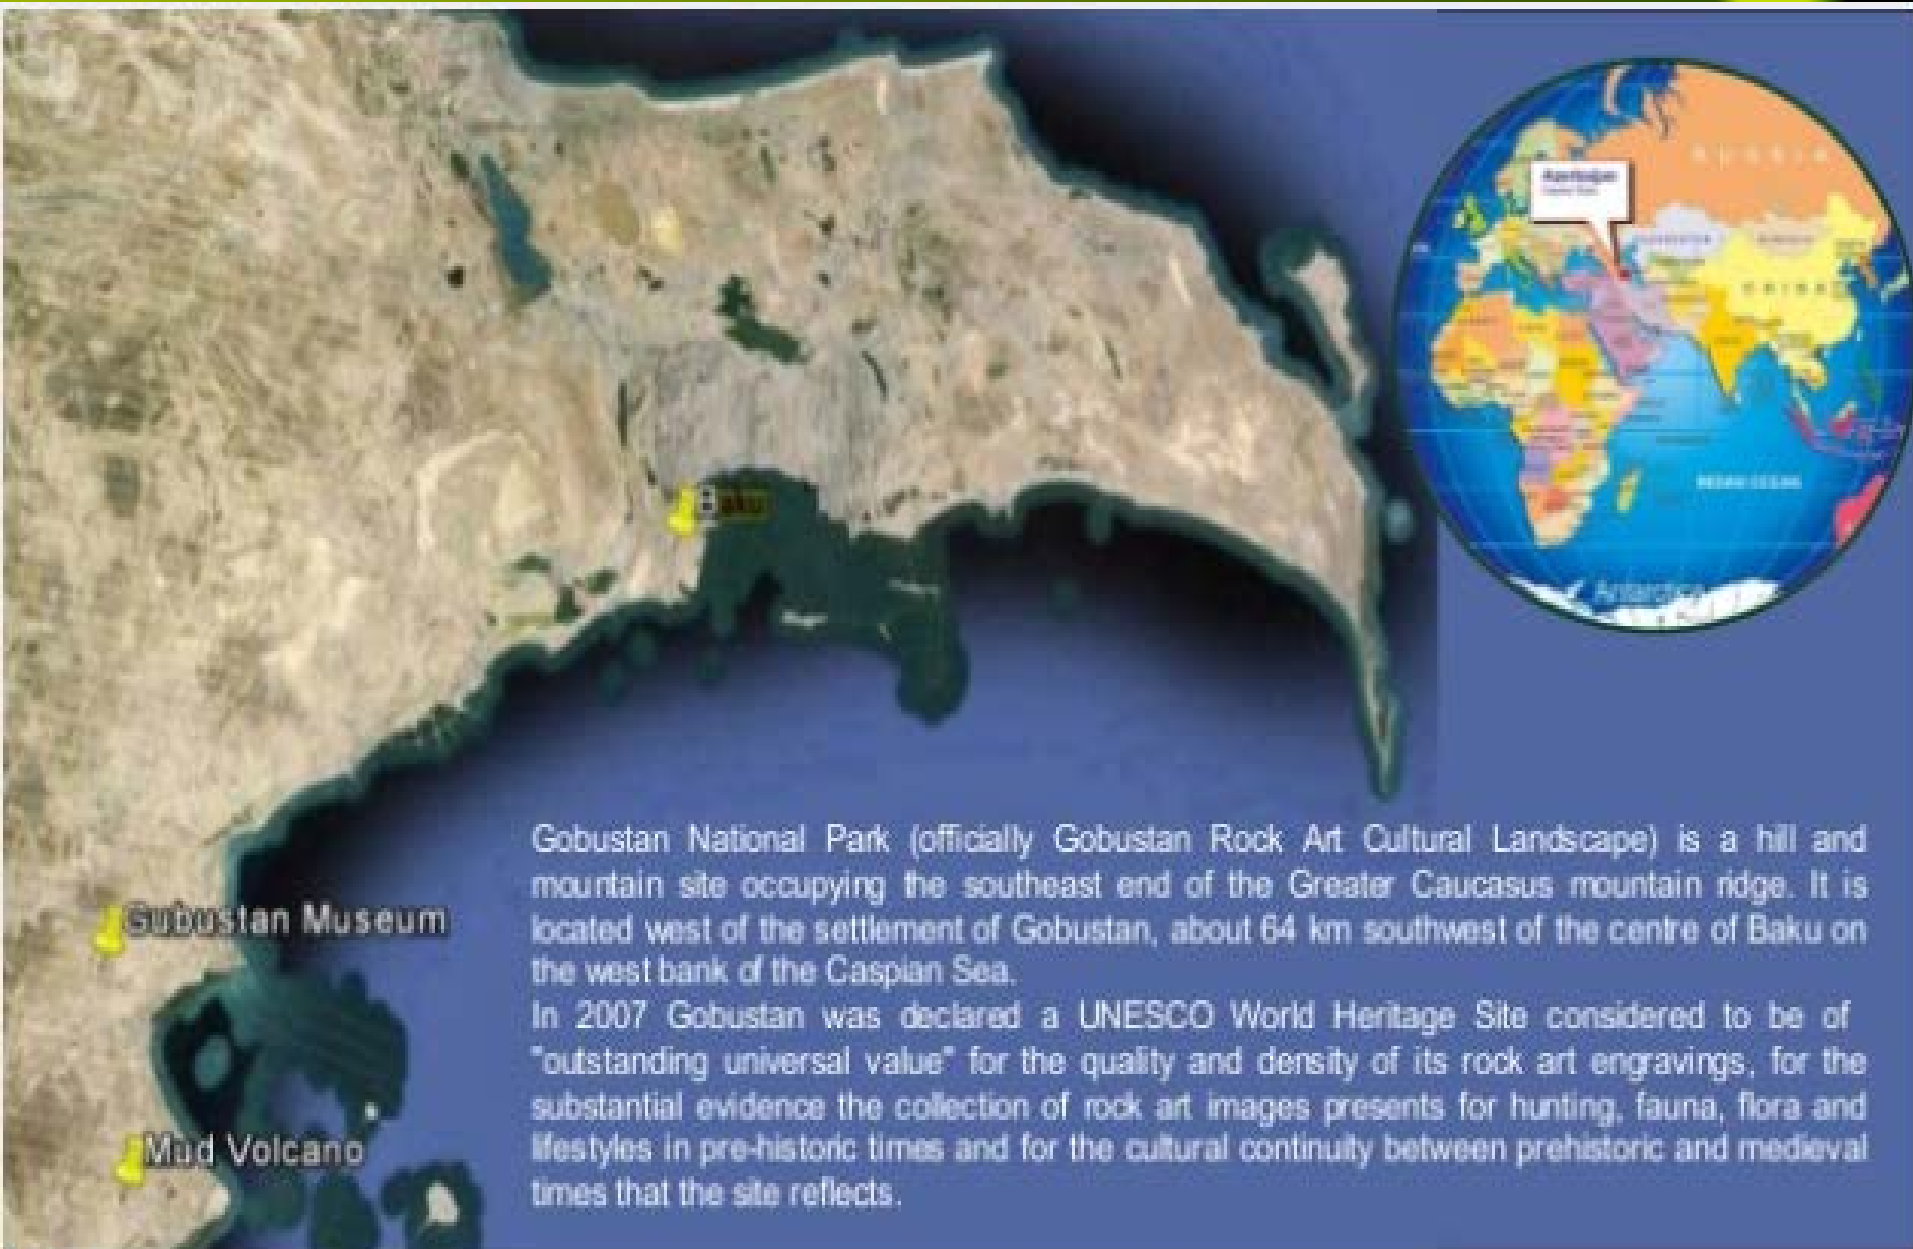 RUSSIA
Azerbaijan
CHINA
INDIAN OCEAN
Antarctica
Baku
Gubustan Museum
Mud Volcano
Gobustan National Park (officially Gobustan Rock Art Cultural Landscape) is a hill and
mountain site occupying the southeast end of the Greater Caucasus mountain ridge. It is
located west of the settlement of Gobustan, about 64 km southwest of the centre of Baku on
the west bank of the Caspian Sea.
In 2007 Gobustan was declared a UNESCO World Heritage Site considered to be of
"outstanding universal value" for the quality and density of its rock art engravings, for the
substantial evidence the collection of rock art images presents for hunting, fauna, flora and
lifestyles in pre-historic times and for the cultural continuity between prehistoric and medieval
times that the site reflects.